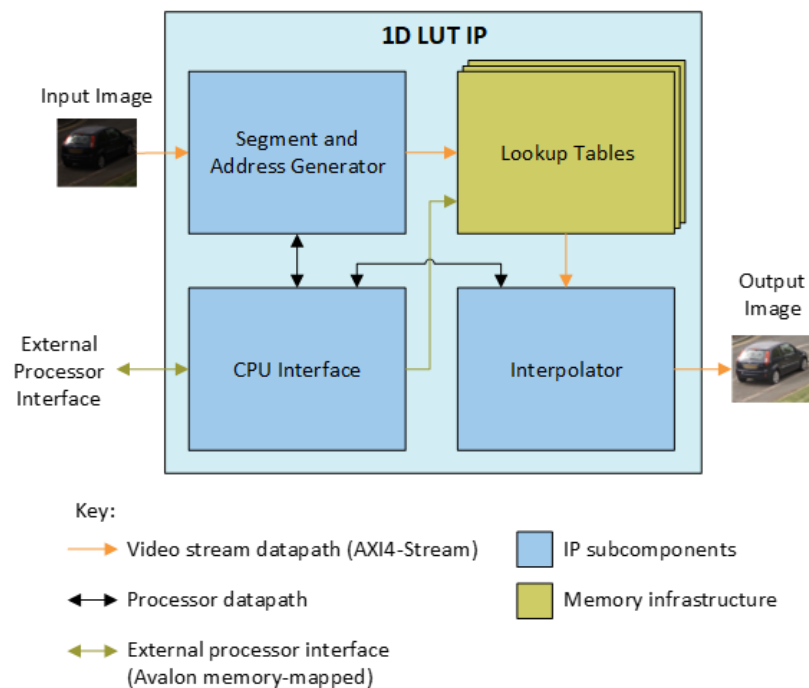 1D LUT IP
Input Image
Segment and
Address Generator
Lookup Tables
External
Processor
Interface
CPU Interface
Interpolator
Output
Image
Key:
Video stream datapath (AXI4-Stream)
IP subcomponents
Processor datapath
Memory infrastructure
External processor interface
(Avalon memory-mapped)